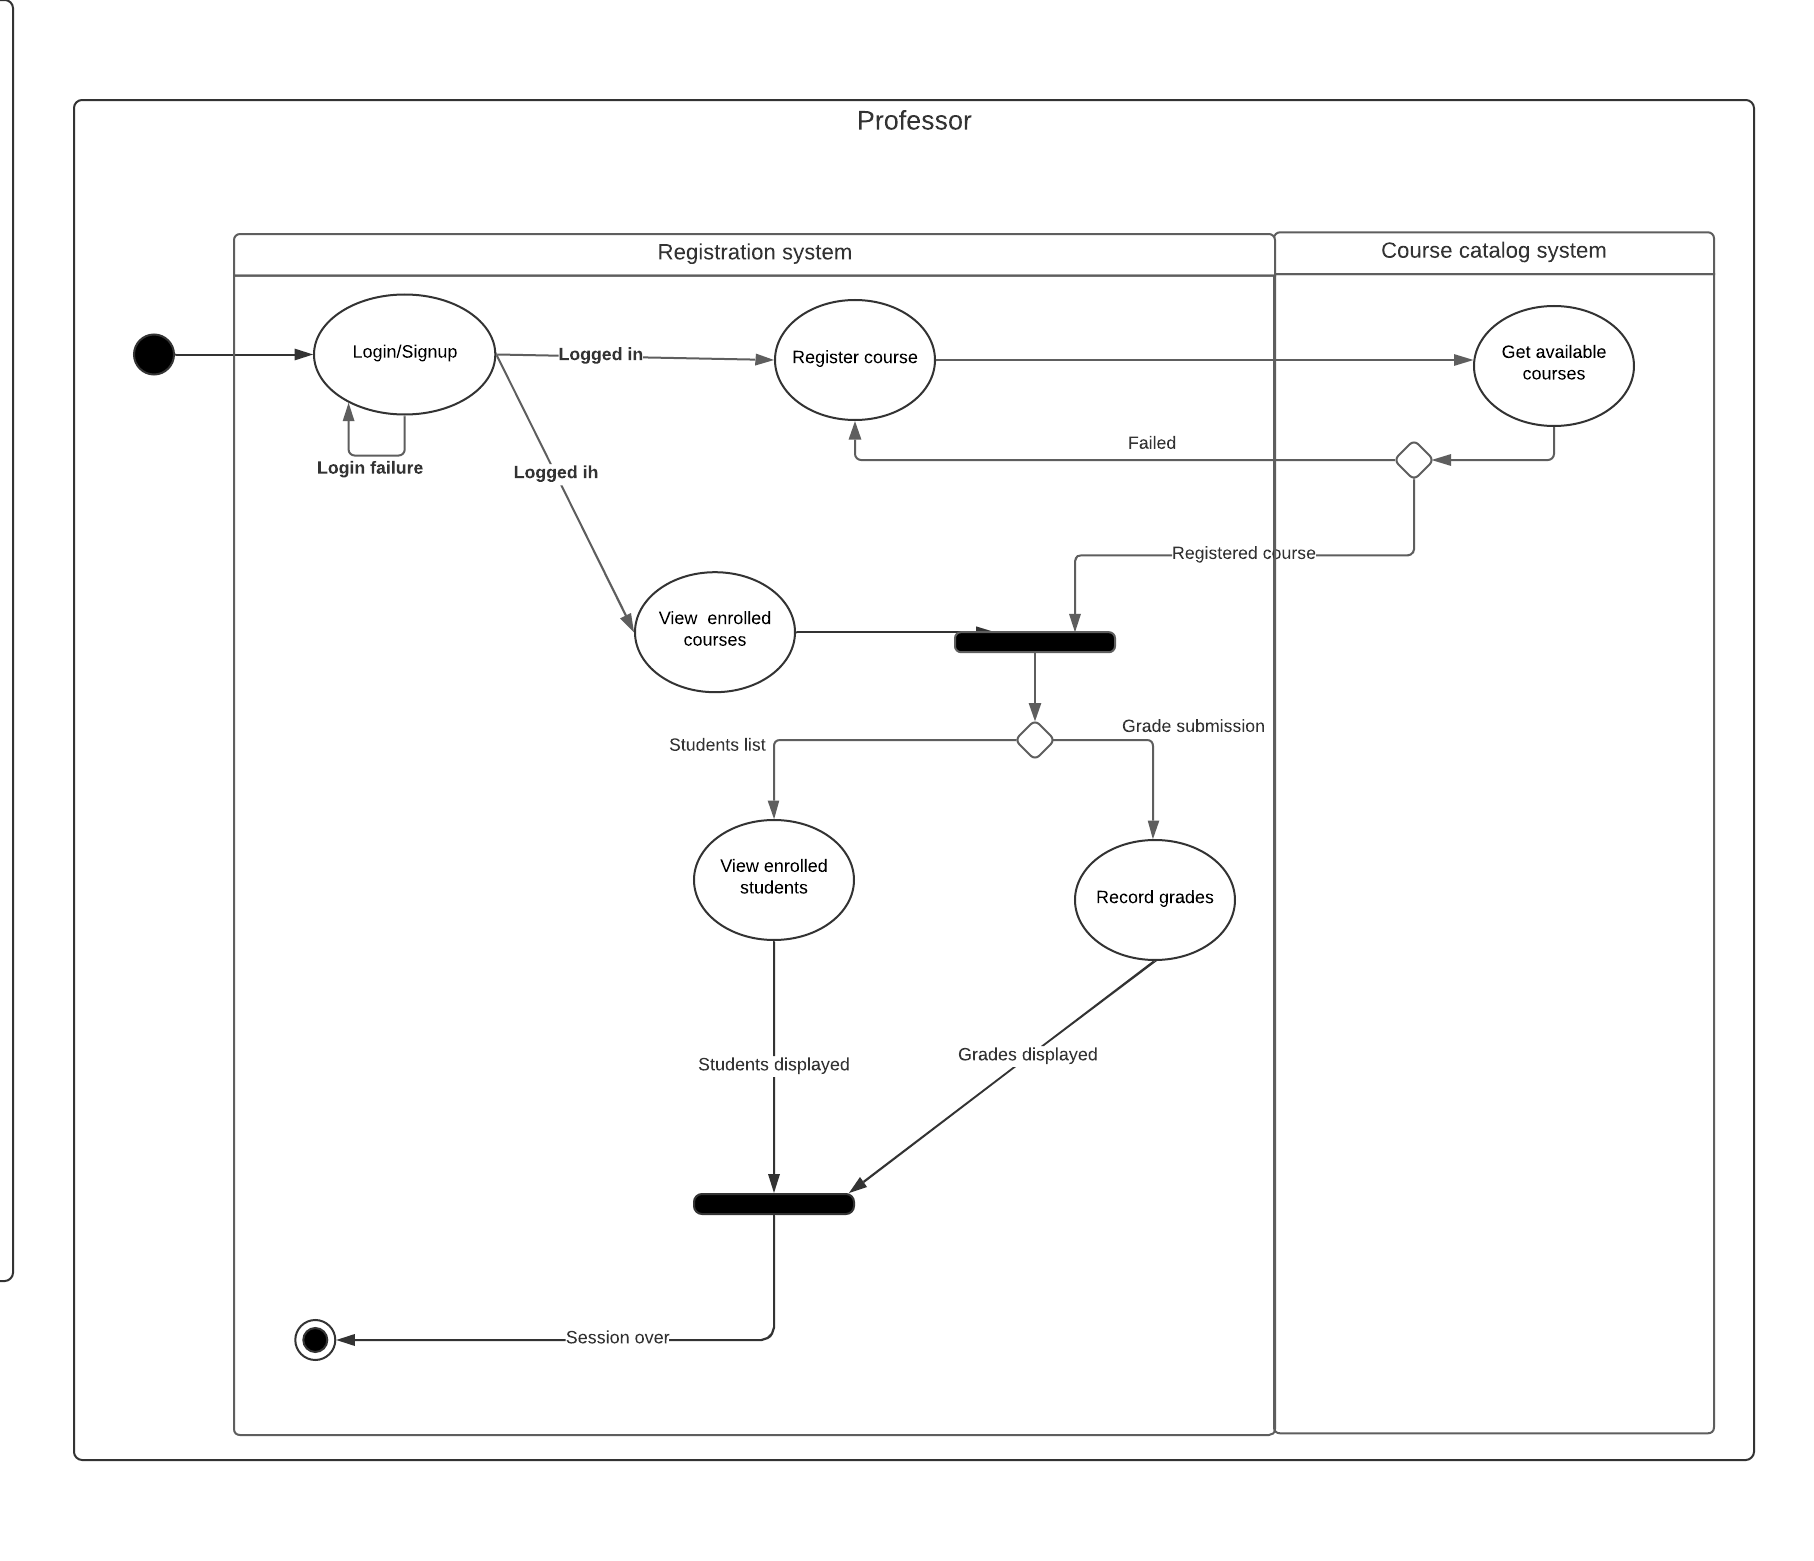 Professor
Registration system
Course catalog system
Login/Signup
Logged in
Register course
Get available
courses
Failed
Login failure
Logged ih
Registered course
View  enrolled
courses
Grade submission
Students list
View enrolled
students
Record grades
Students displayed
Grades displayed
Session over